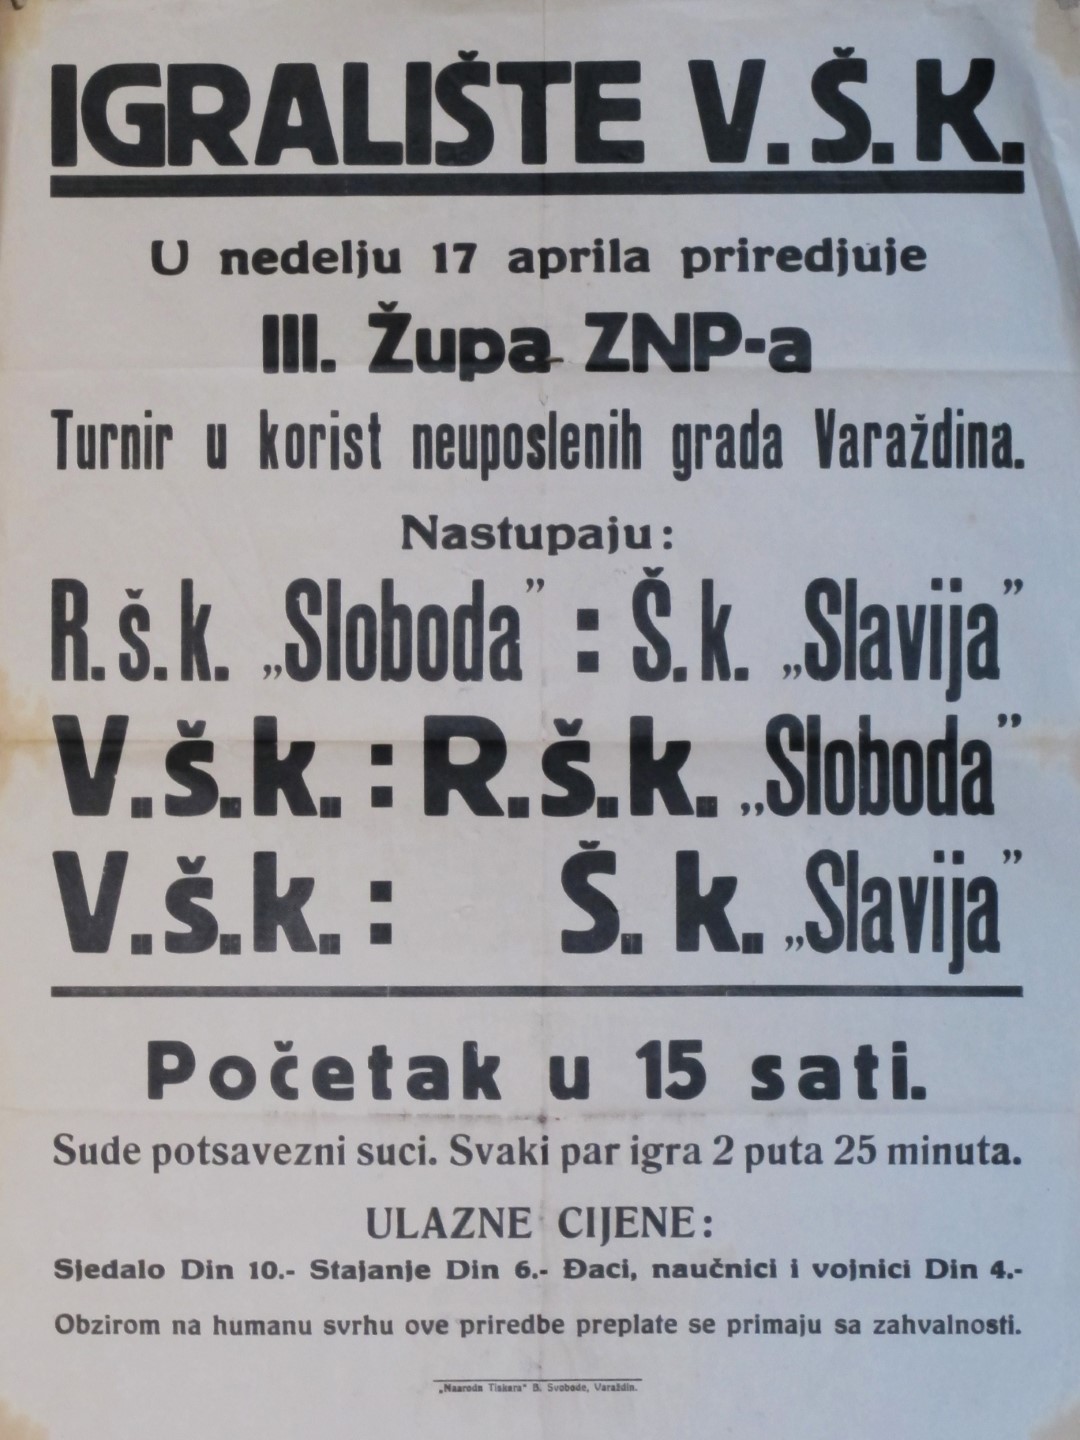 IGRALIŠTE V. Š. K.
U nedelju 17 aprila priredjuje
III. Župa ZNP-a
Turnir u korist neuposlenih grada Varaždina.
Nastupaju:
R. š. k. „Sloboda” : Š. k. „Slavija”
V. š. k. : R. š. k. „Sloboda”
V. š. k. : Š. k. „Slavija”
Početak u 15 sati.
Sude potsavezni suci. Svaki par igra 2 puta 25 minuta.
ULAZNE CIJENE:
Sjedalo Din 10.- Stajanje Din 6.- Đaci, naučnici i vojnici Din 4.-
Obzirom na humanu svrhu ove priredbe preplate se primaju sa zahvalnosti.
Tiskara“ B. Svobode, Varaždin.